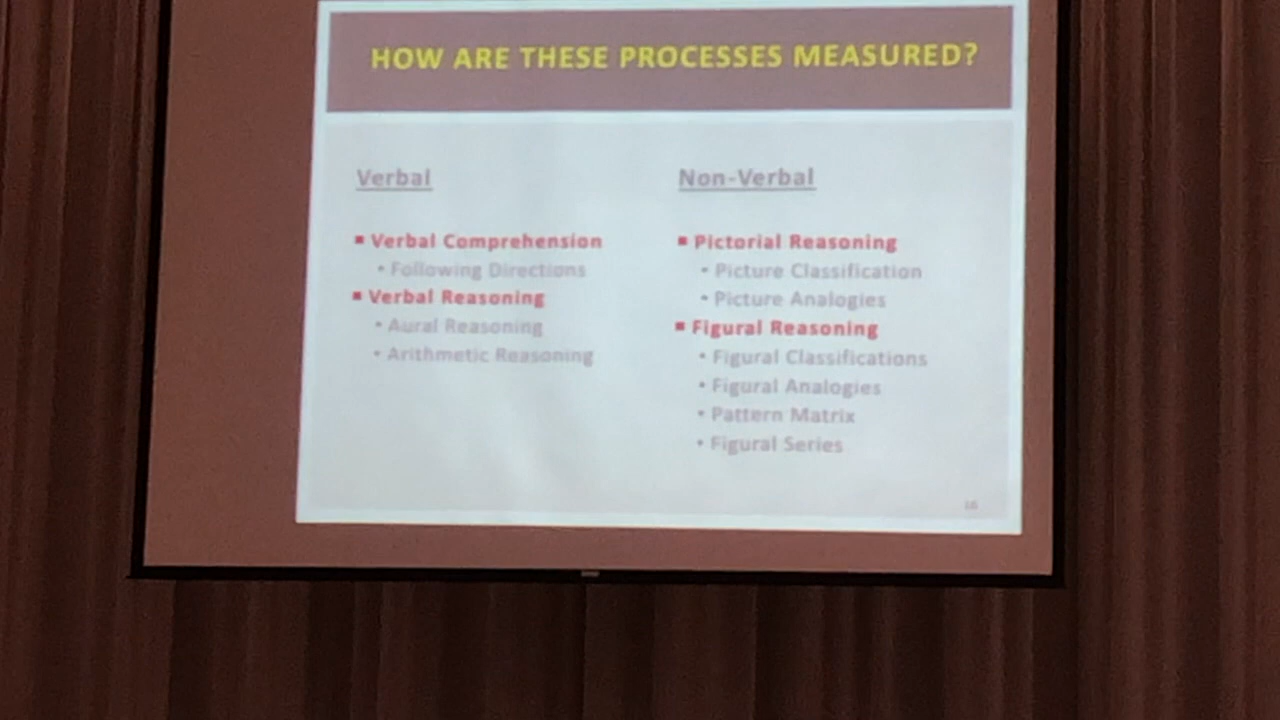 HOW ARE THESE PROCESSES MEASURED?
Verbal
▪ Verbal Comprehension
• Following Directions
▪ Verbal Reasoning
• Aural Reasoning
• Arithmetic Reasoning
Non-Verbal
▪ Pictorial Reasoning
• Picture Classification
• Picture Analogies
▪ Figural Reasoning
• Figural Classifications
• Figural Analogies
• Pattern Matrix
• Figural Series